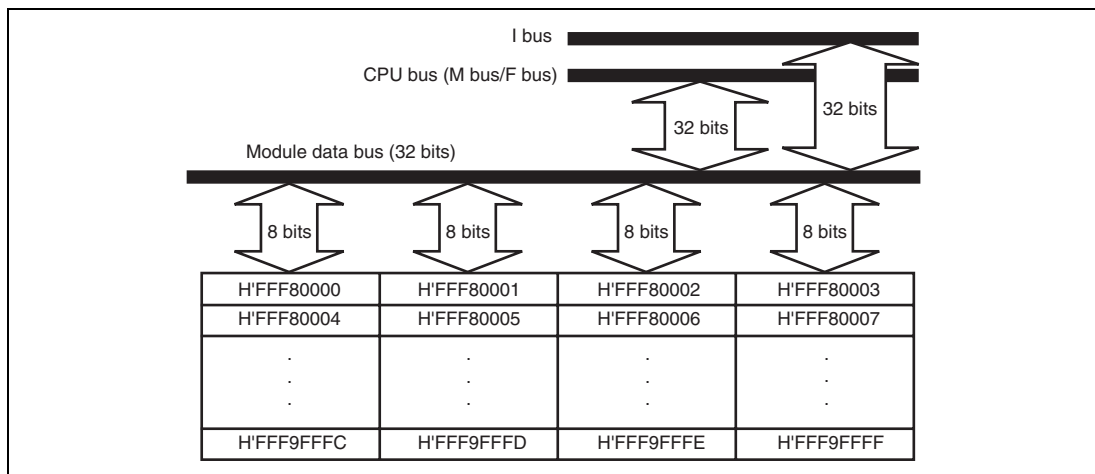 I bus
CPU bus (M bus/F bus)
32 bits
32 bits
Module data bus (32 bits)
8 bits 8 bits 8 bits 8 bits
H'FFF80000 H'FFF80001 H'FFF80002 H'FFF80003
H'FFF80004 H'FFF80005 H'FFF80006 H'FFF80007
. . . .
. . . .
. . . .
H'FFF9FFFC H'FFF9FFFD H'FFF9FFFE H'FFF9FFFF